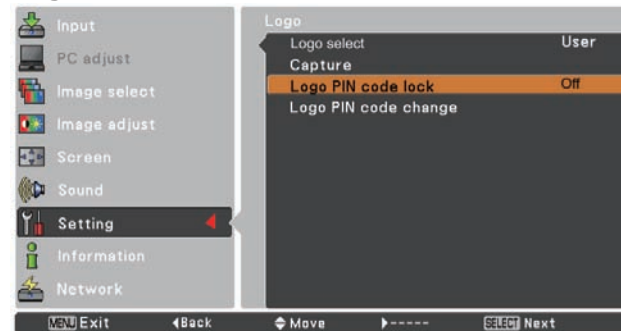 Input
PC adjust
Image select
Image adjust
Screen
Sound
Setting
Information
Network
Logo
Logo select User
Capture
Logo PIN code lock Off
Logo PIN code change
MENU Exit Back Move ----- SELECT Next